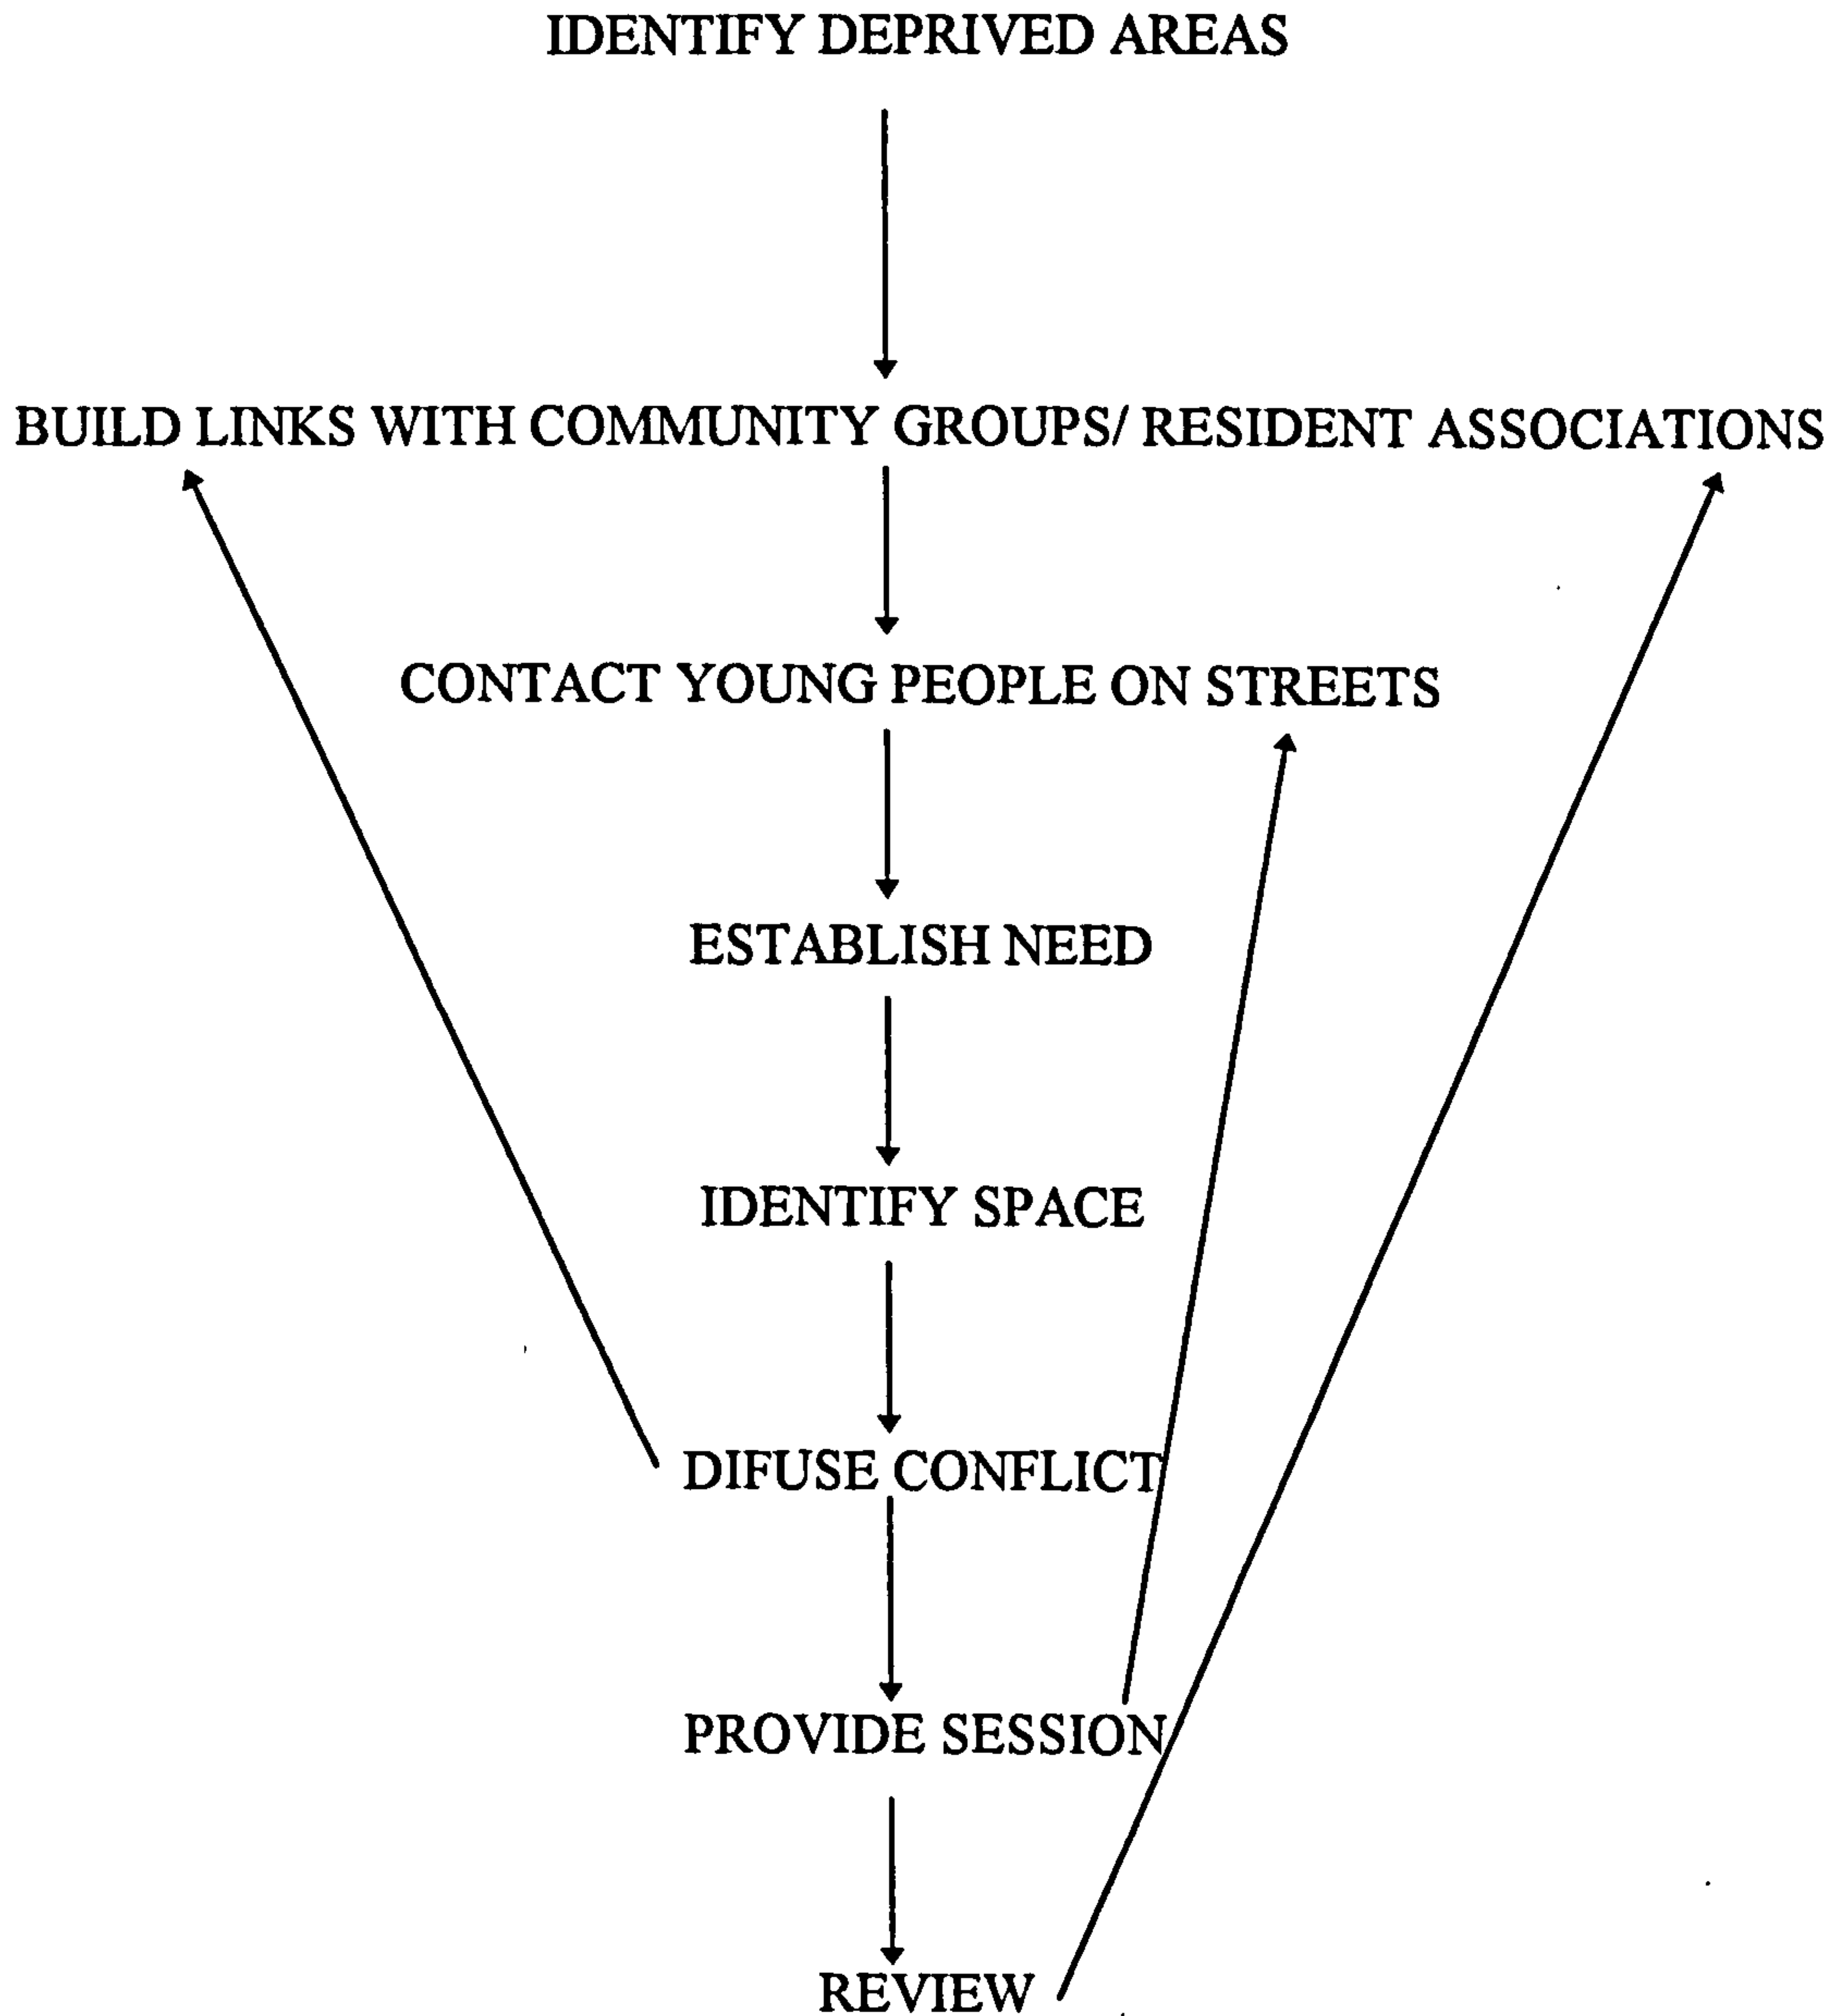 IDENTIFY DEPRIVED AREAS
BUILD LINKS WITH COMMUNITY GROUPS/ RESIDENT ASSOCIATIONS
CONTACT YOUNG PEOPLE ON STREETS
ESTABLISH NEED
IDENTIFY SPACE
DIFUSE CONFLICT
PROVIDE SESSION
REVIEW